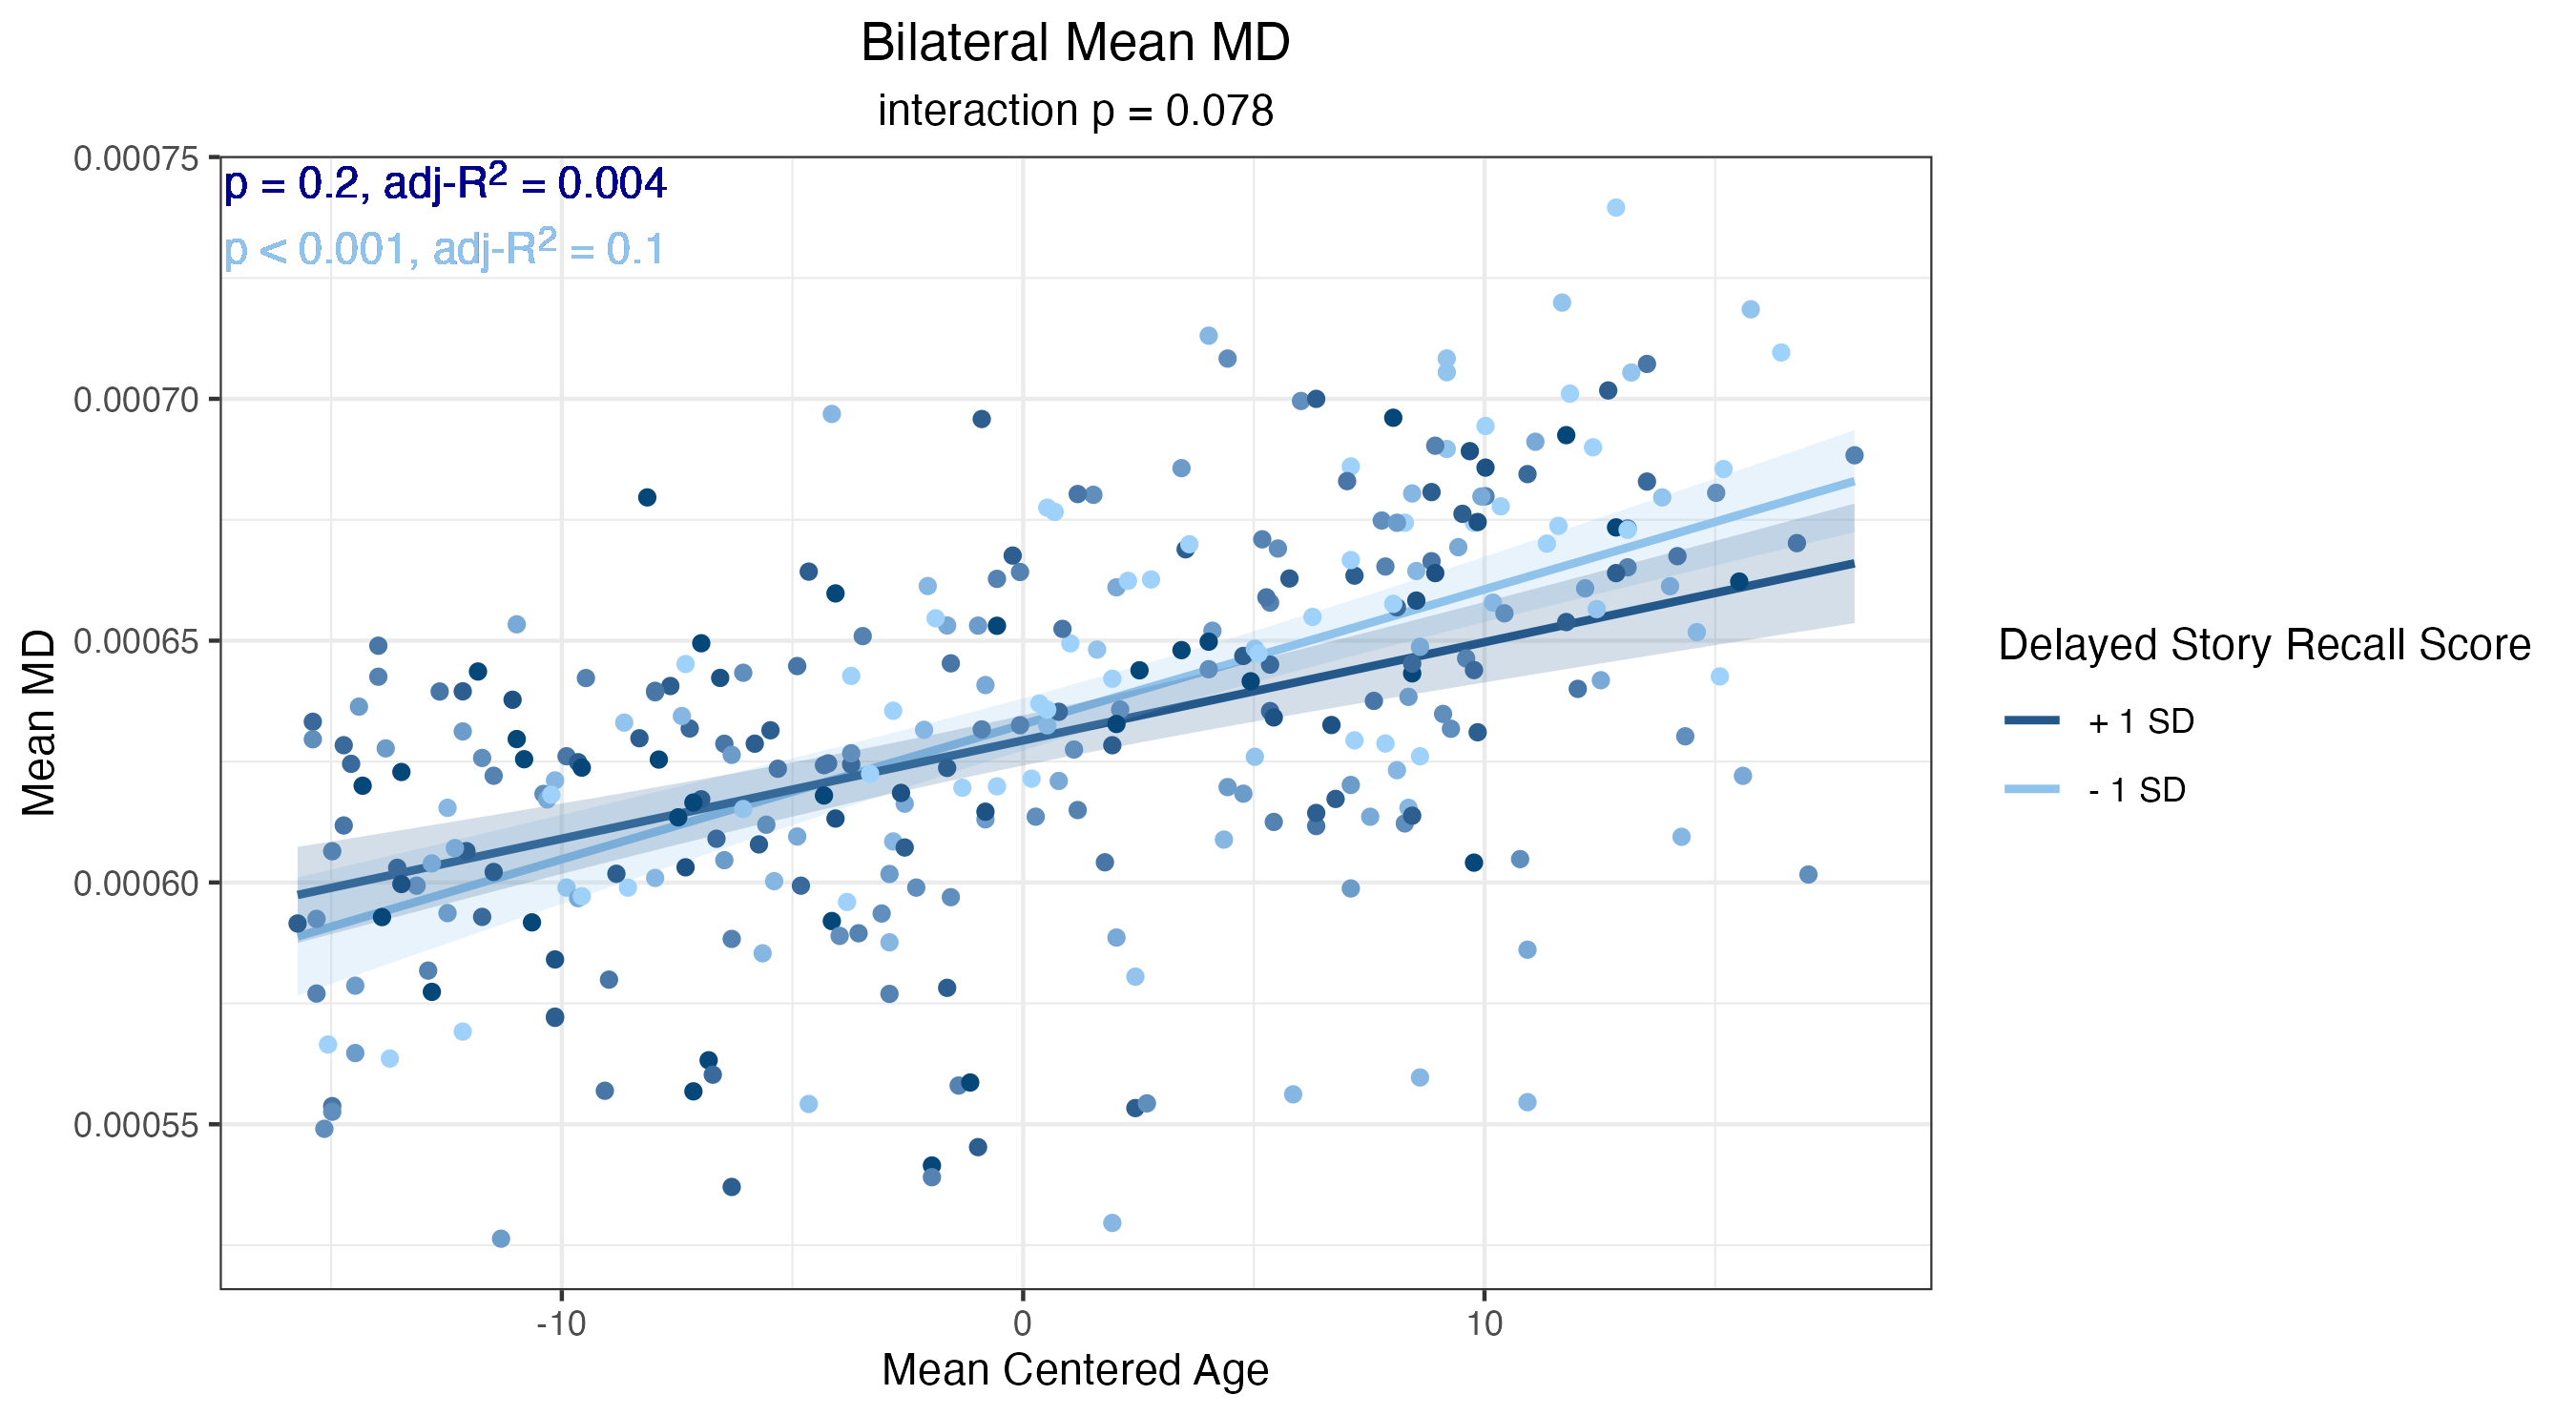 Bilateral Mean MD
interaction p = 0.078
p = 0.2, adj-R² = 0.004
p < 0.001, adj-R² = 0.1
Mean MD
0.00075
0.00070
0.00065
0.00060
0.00055
-10
0
10
Mean Centered Age
Delayed Story Recall Score
+ 1 SD
- 1 SD